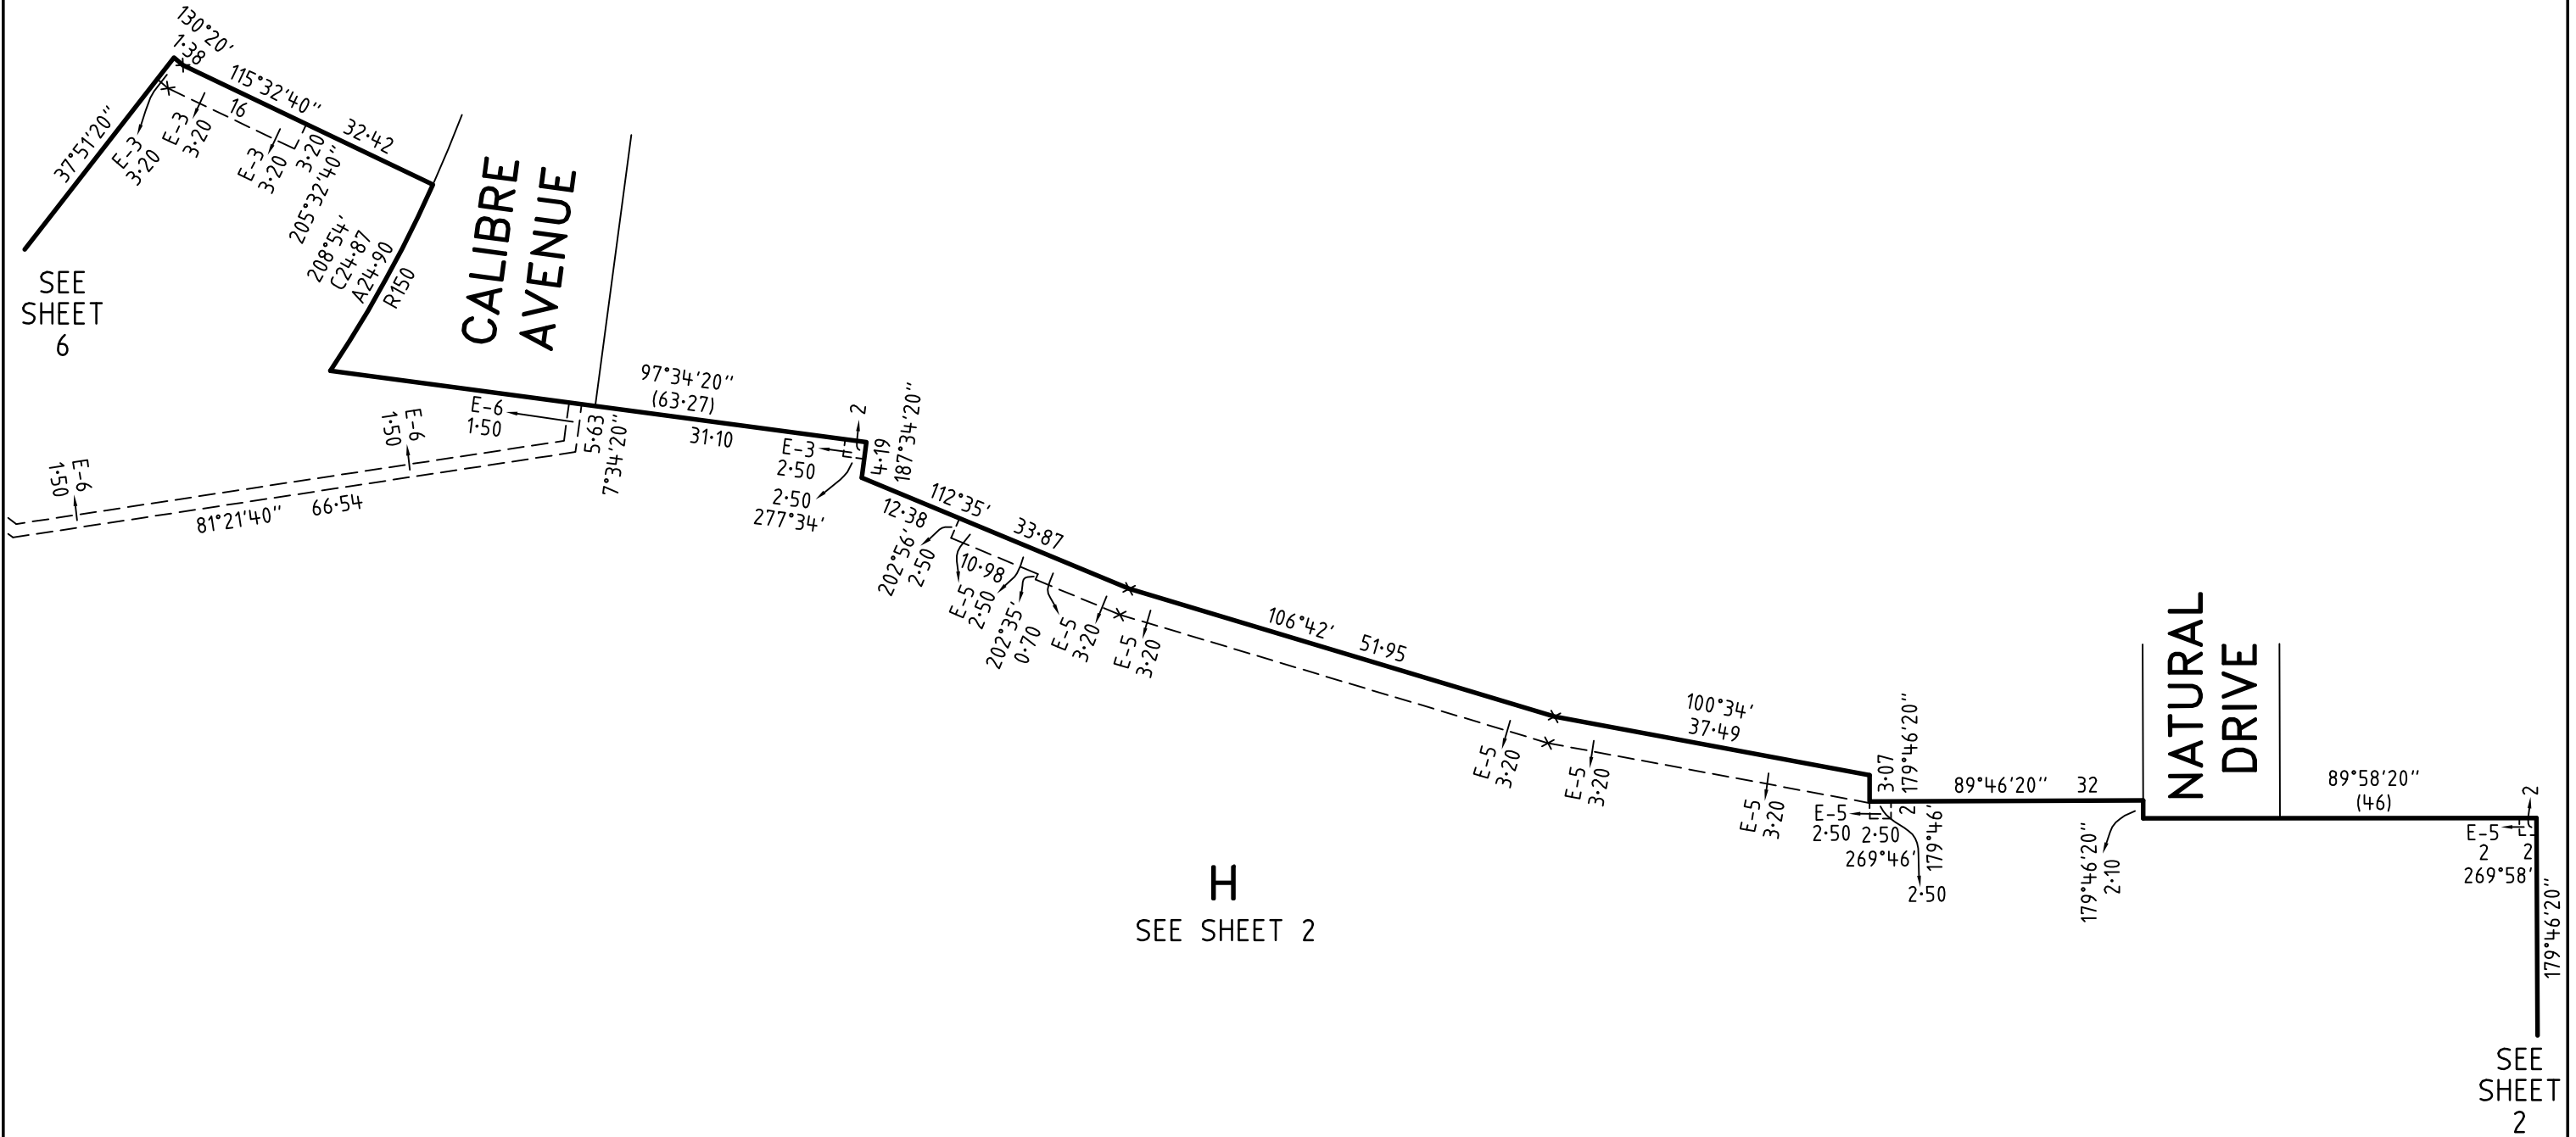 130°20'
1·38
115°32'40"
32·42
16
37°51'20"
E-3
3·20
E-3
3·20
E-3
3·20
3·20
205°32'40"
208°54'
C24·87
A24·90
R150
CALIBRE
AVENUE
SEE
SHEET
6
97°34'20"
(63·27)
31·10
E-6
1·50
E-6
1·50
E-6
1·50
5·63
7°34'20"
81°21'40"
66·54
2
4·19
187°34'20"
E-3
2·50
2·50
277°34'
112°35'
33·87
12·38
202°56'
2·50
10·98
E-5
2·50
202°35'
0·70
E-5
3·20
E-5
3·20
106°42'
51·95
E-5
3·20
E-5
3·20
100°34'
37·49
E-5
3·20
3·07
179°46'20"
E-5
2·50
2·50
269°46'
2
179°46'
2·50
89°46'20"
32
NATURAL
DRIVE
179°46'20"
2·10
89°58'20"
(46)
2
E-5
2
2
269°58'
179°46'20"
H
SEE SHEET 2
SEE
SHEET
2